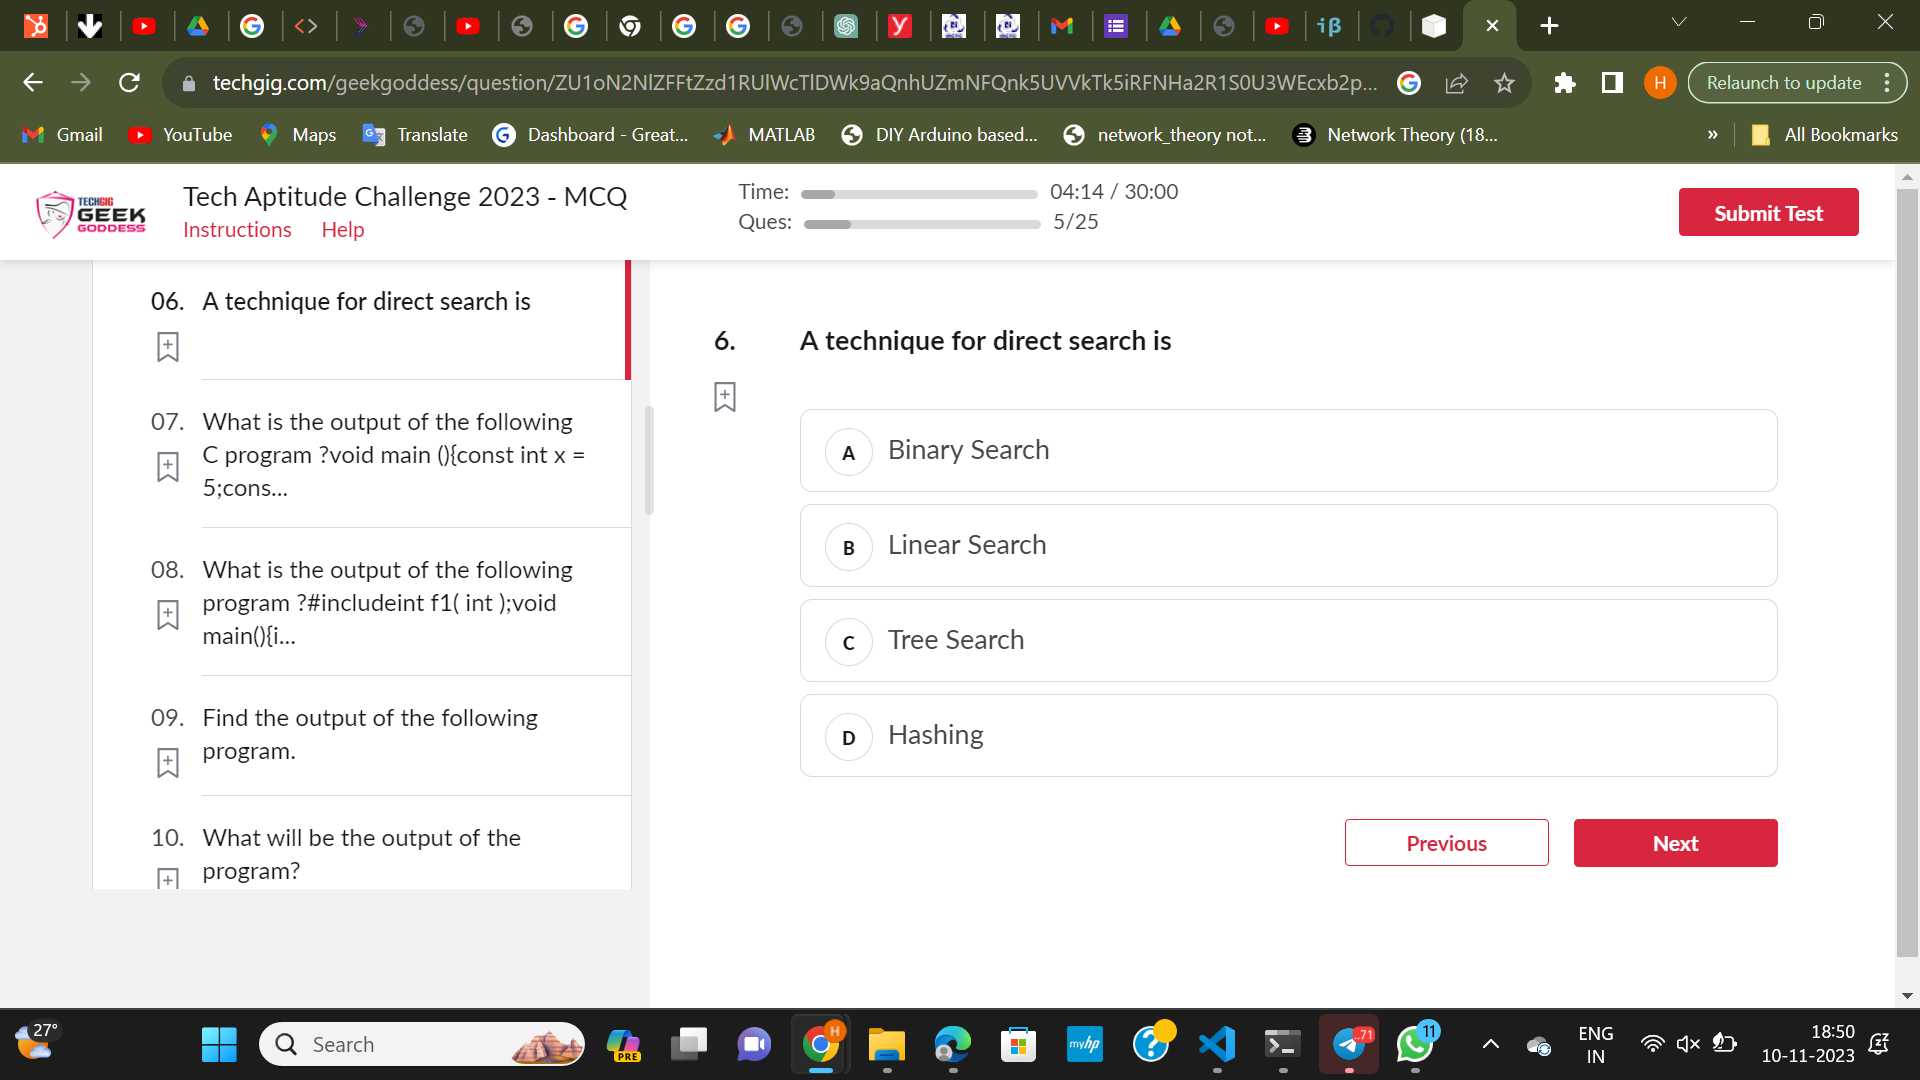 techgig.com/geekgoddess/question/ZU1oN2NlZFFtZzd1RUlWcTlDWk9aQnhUZmNFQnk5UVVkTk5iRFNHa2R1S0U3WEcxb2p...
H
Relaunch to update
Gmail
YouTube
Maps
Translate
Dashboard - Great...
MATLAB
DIY Arduino based...
network_theory not...
Network Theory (18...
»
All Bookmarks
TECHGIG
GEEK
GODDESS
Tech Aptitude Challenge 2023 - MCQ
Instructions Help
Time: 04:14 / 30:00
Ques: 5/25
Submit Test
06. A technique for direct search is
07. What is the output of the following
C program ?void main (){const int x =
5;cons...
08. What is the output of the following
program ?#includeint f1( int );void
main(){i...
09. Find the output of the following
program.
10. What will be the output of the
program?
6. A technique for direct search is
A Binary Search
B Linear Search
C Tree Search
D Hashing
Previous
Next
27°
Search
PRE
H
myhp
71
11
ENG
IN
18:50
10-11-2023